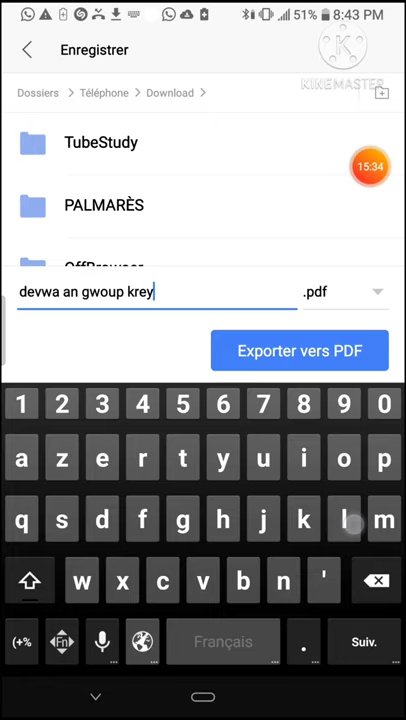 51% 8:43 PM
Enregistrer
K
KINEMASTER
Dossiers > Téléphone > Download >
TubeStudy
15:34
PALMARÈS
OffBrowser
devwa an gwoup krey .pdf
Exporter vers PDF
1 2 3 4 5 6 7 8 9 0
a z e r t y u i o p
q s d f g h j k l m
w x c v b n '
(+% Fn Français . Suiv.